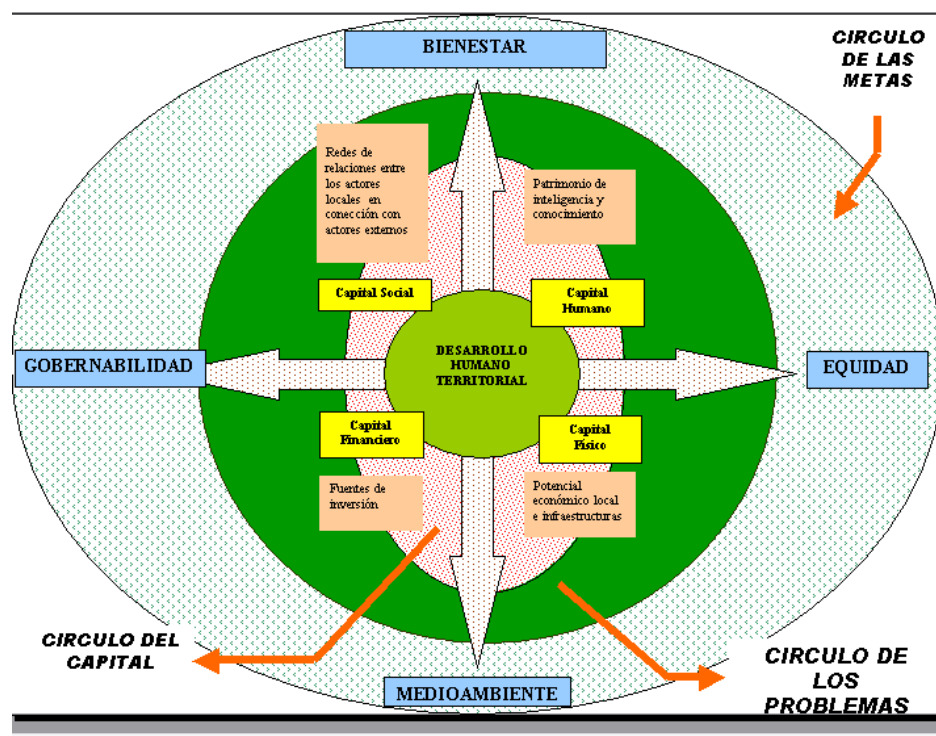 BIENESTAR
CIRCULO
DE LAS
METAS
Redes de
relaciones entre
los actores
locales en
conección con
actores externos
Patrimonio de
inteligencia y
conocimiento
Capital Social
Capital
Humano
GOBERNABILIDAD
DESARROLLO
HUMANO
TERRITORIAL
EQUIDAD
Capital
Financiero
Capital
Físico
Fuentes de
inversión
Potencial
económico local
e infraestructuras
CIRCULO DEL
CAPITAL
MEDIOAMBIENTE
CIRCULO DE
LOS
PROBLEMAS